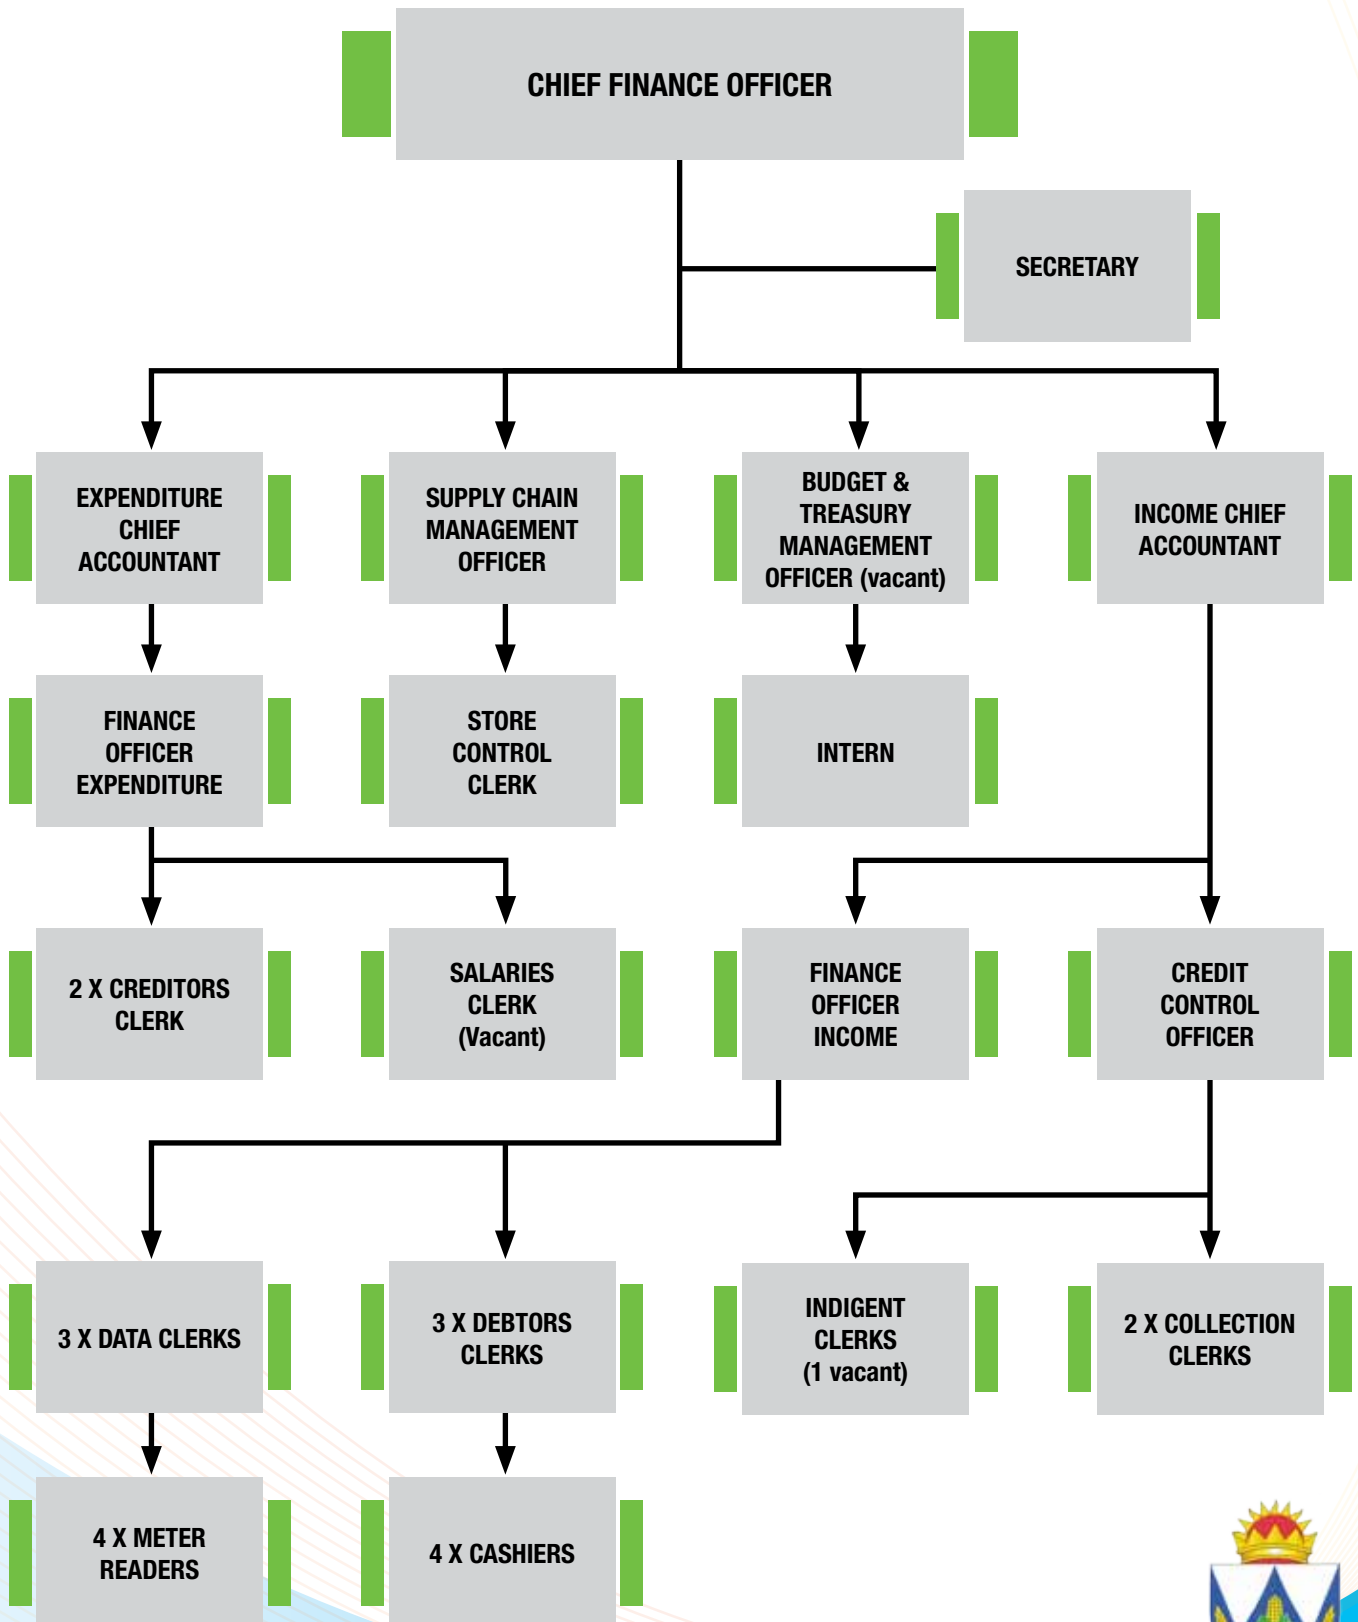 CHIEF FINANCE OFFICER
SECRETARY
EXPENDITURE
CHIEF
ACCOUNTANT
SUPPLY CHAIN
MANAGEMENT
OFFICER
BUDGET &
TREASURY
MANAGEMENT
OFFICER (vacant)
INCOME CHIEF
ACCOUNTANT
FINANCE
OFFICER
EXPENDITURE
STORE
CONTROL
CLERK
INTERN
2 X CREDITORS
CLERK
SALARIES
CLERK
(Vacant)
FINANCE
OFFICER
INCOME
CREDIT
CONTROL
OFFICER
3 X DATA CLERKS
3 X DEBTORS
CLERKS
INDIGENT
CLERKS
(1 vacant)
2 X COLLECTION
CLERKS
4 X METER
READERS
4 X CASHIERS